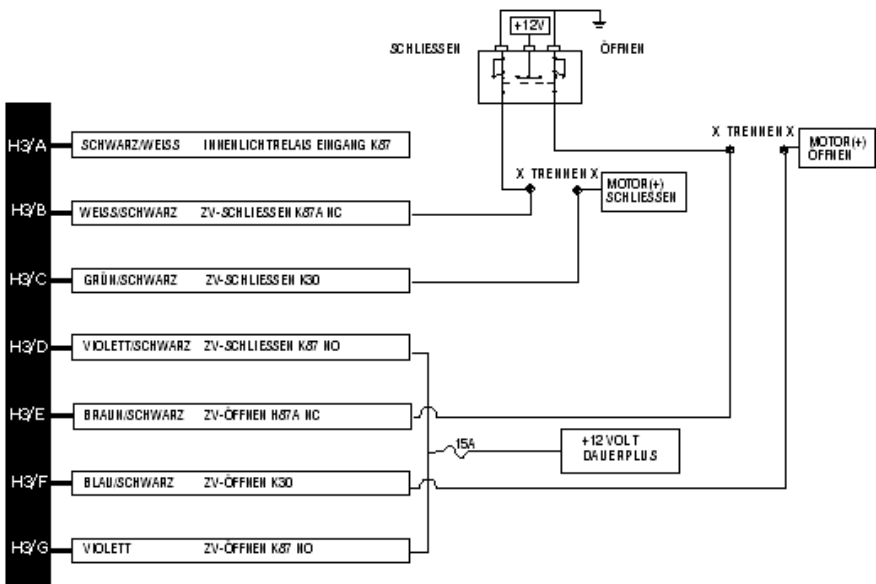 +12V
SCHLIESSEN
ÖFFNEN
H3/A SCHWARZ/WEISS INNENLICHTRELAIS EINGANG K87
X TRENNEN X
MOTOR(+)
ÖFFNEN
X TRENNEN X
MOTOR(+)
SCHLIESSEN
H3/B WEISS/SCHWARZ ZV-SCHLIESSEN K87A NC
H3/C GRÜN/SCHWARZ ZV-SCHLIESSEN K30
H3/D VIOLETT/SCHWARZ ZV-SCHLIESSEN K87 NO
H3/E BRAUN/SCHWARZ ZV-ÖFFNEN H87A NC
15A
+12 VOLT
DAUERPLUS
H3/F BLAU/SCHWARZ ZV-ÖFFNEN K30
H3/G VIOLETT ZV-ÖFFNEN K87 NO